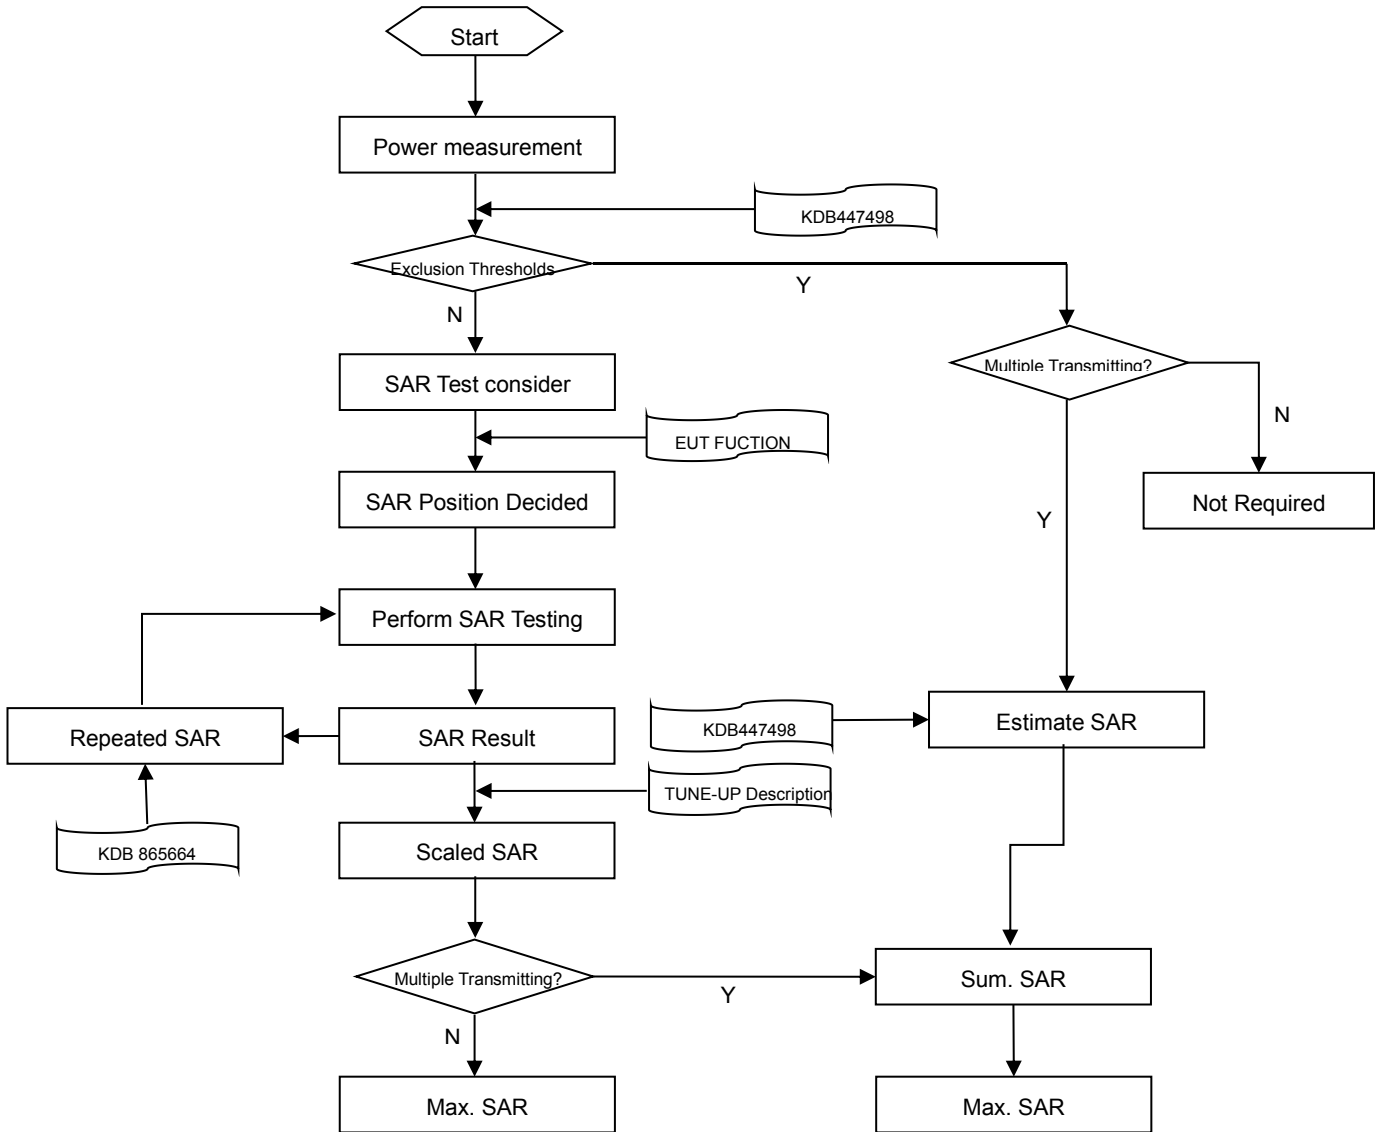 Start
Power measurement
KDB447498
Exclusion Thresholds
Y
N
Multiple Transmitting?
SAR Test consider
N
EUT FUCTION
SAR Position Decided
Not Required
Y
Perform SAR Testing
Repeated SAR
SAR Result
KDB447498
Estimate SAR
TUNE-UP Description
KDB 865664
Scaled SAR
Multiple Transmitting?
Y
Sum. SAR
N
Max. SAR
Max. SAR